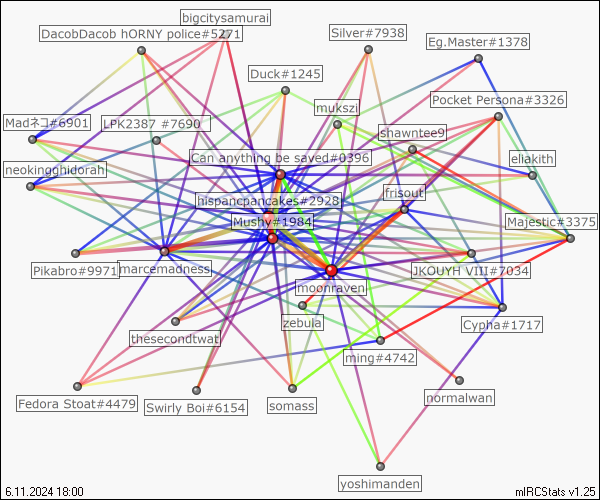 bigcitysamurai
DacobDacob hORNY police#5271
Silver#7938
Eg.Master#1378
Duck#1245
Pocket Persona#3326
mukszi
Madネコ#6901
LPK2387 #7690
shawntee9
Can anything be saved#0396
neokingghidorah
eliakith
frisout
hispancpancakes#2928
Mushy#1984
Majestic#3375
Pikabro#9971
marcemadness
JKOUYH VIII#7034
moonraven
zebula
Cypha#1717
thesecondtwat
ming#4742
normalwan
Fedora Stoat#4479
Swirly Boi#6154
somass
yoshimanden
6.11.2024 18:00
mIRCStats v1.25